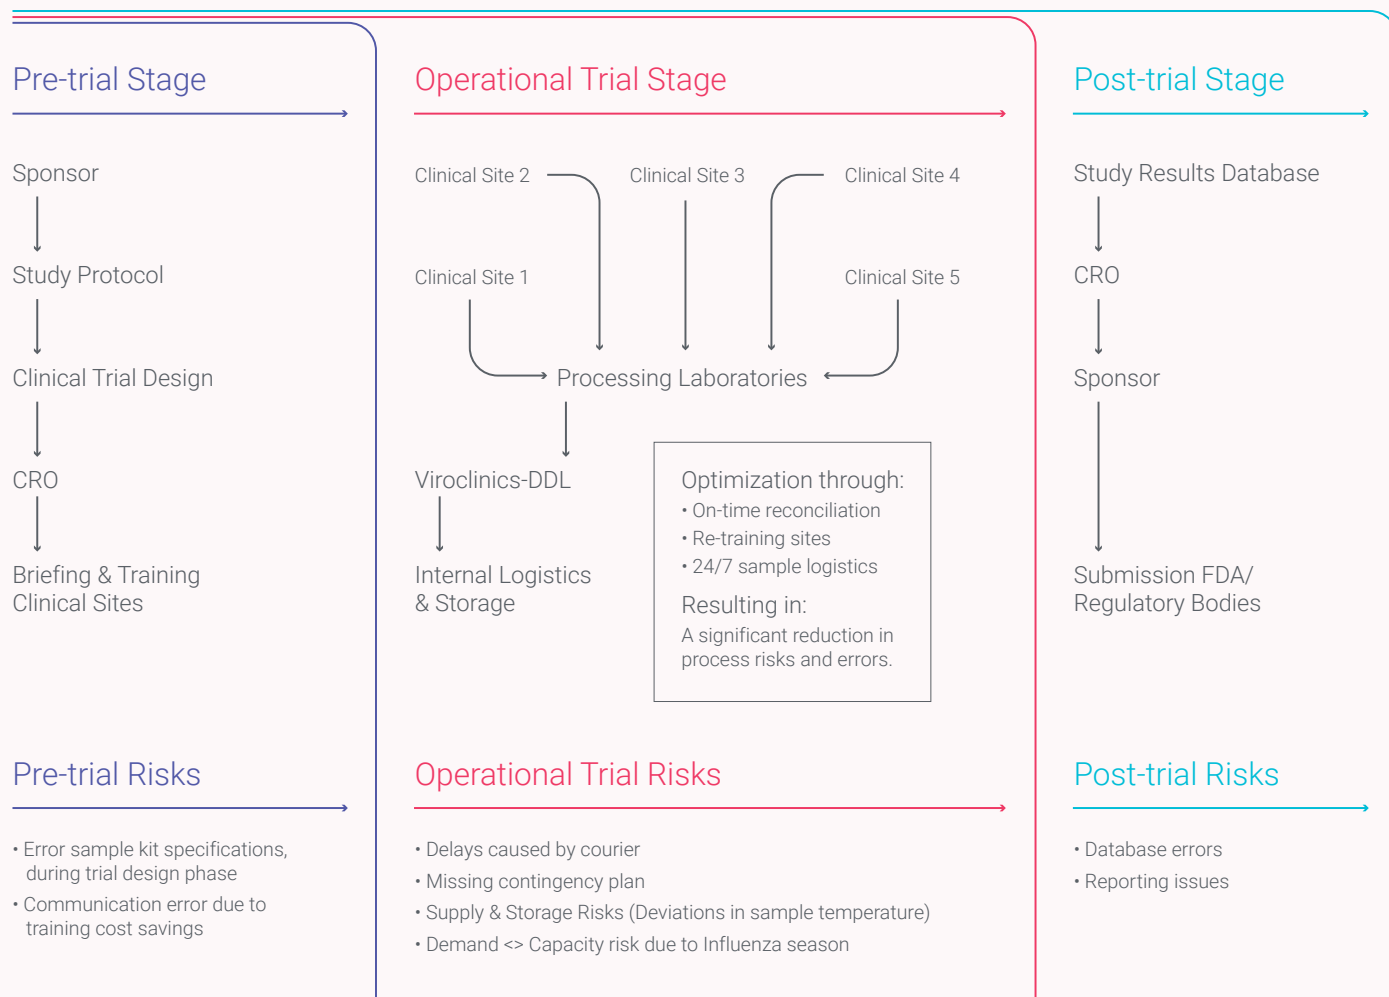 Pre-trial Stage
Sponsor
Study Protocol
Clinical Trial Design
CRO
Briefing & Training
Clinical Sites
Operational Trial Stage
Clinical Site 2
Clinical Site 3
Clinical Site 4
Clinical Site 1
Clinical Site 5
Processing Laboratories
Viroclinics-DDL
Internal Logistics
& Storage
Optimization through:
• On-time reconciliation
• Re-training sites
• 24/7 sample logistics
Resulting in:
A significant reduction in
process risks and errors.
Post-trial Stage
Study Results Database
CRO
Sponsor
Submission FDA/
Regulatory Bodies
Pre-trial Risks
• Error sample kit specifications,
during trial design phase
• Communication error due to
training cost savings
Operational Trial Risks
• Delays caused by courier
• Missing contingency plan
• Supply & Storage Risks (Deviations in sample temperature)
• Demand <> Capacity risk due to Influenza season
Post-trial Risks
• Database errors
• Reporting issues